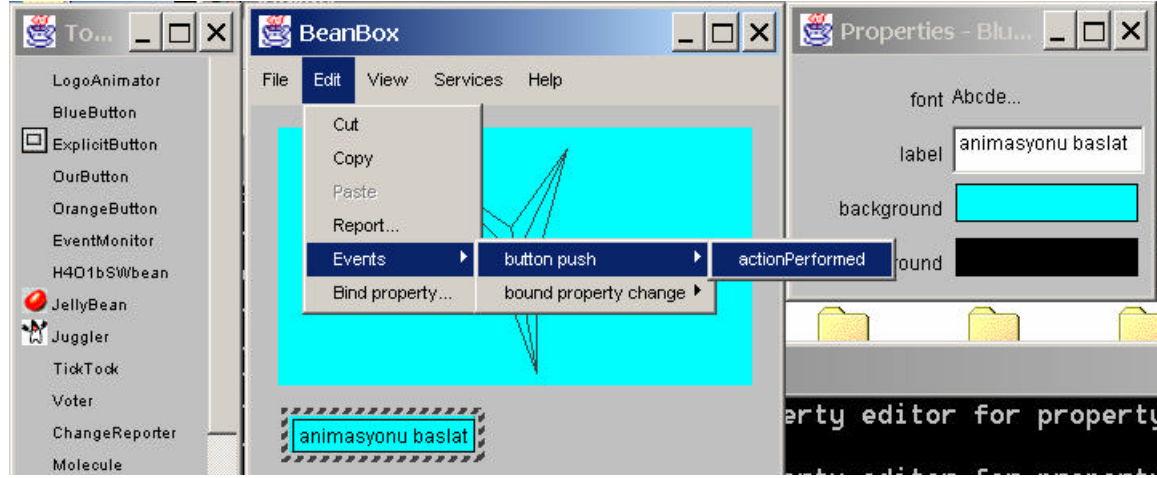 To...
LogoAnimator
BlueButton
ExplicitButton
OurButton
OrangeButton
EventMonitor
H4O1bSWbean
JellyBean
Juggler
TickTock
Voter
ChangeReporter
Molecule
BeanBox
File Edit View Services Help
Cut
Copy
Paste
Report...
Events
Bind property...
button push
bound property change
actionPerformed
animasyonu baslat
Properties - Blu...
font Abcde...
label animasyonu baslat
background
round
erty editor for property